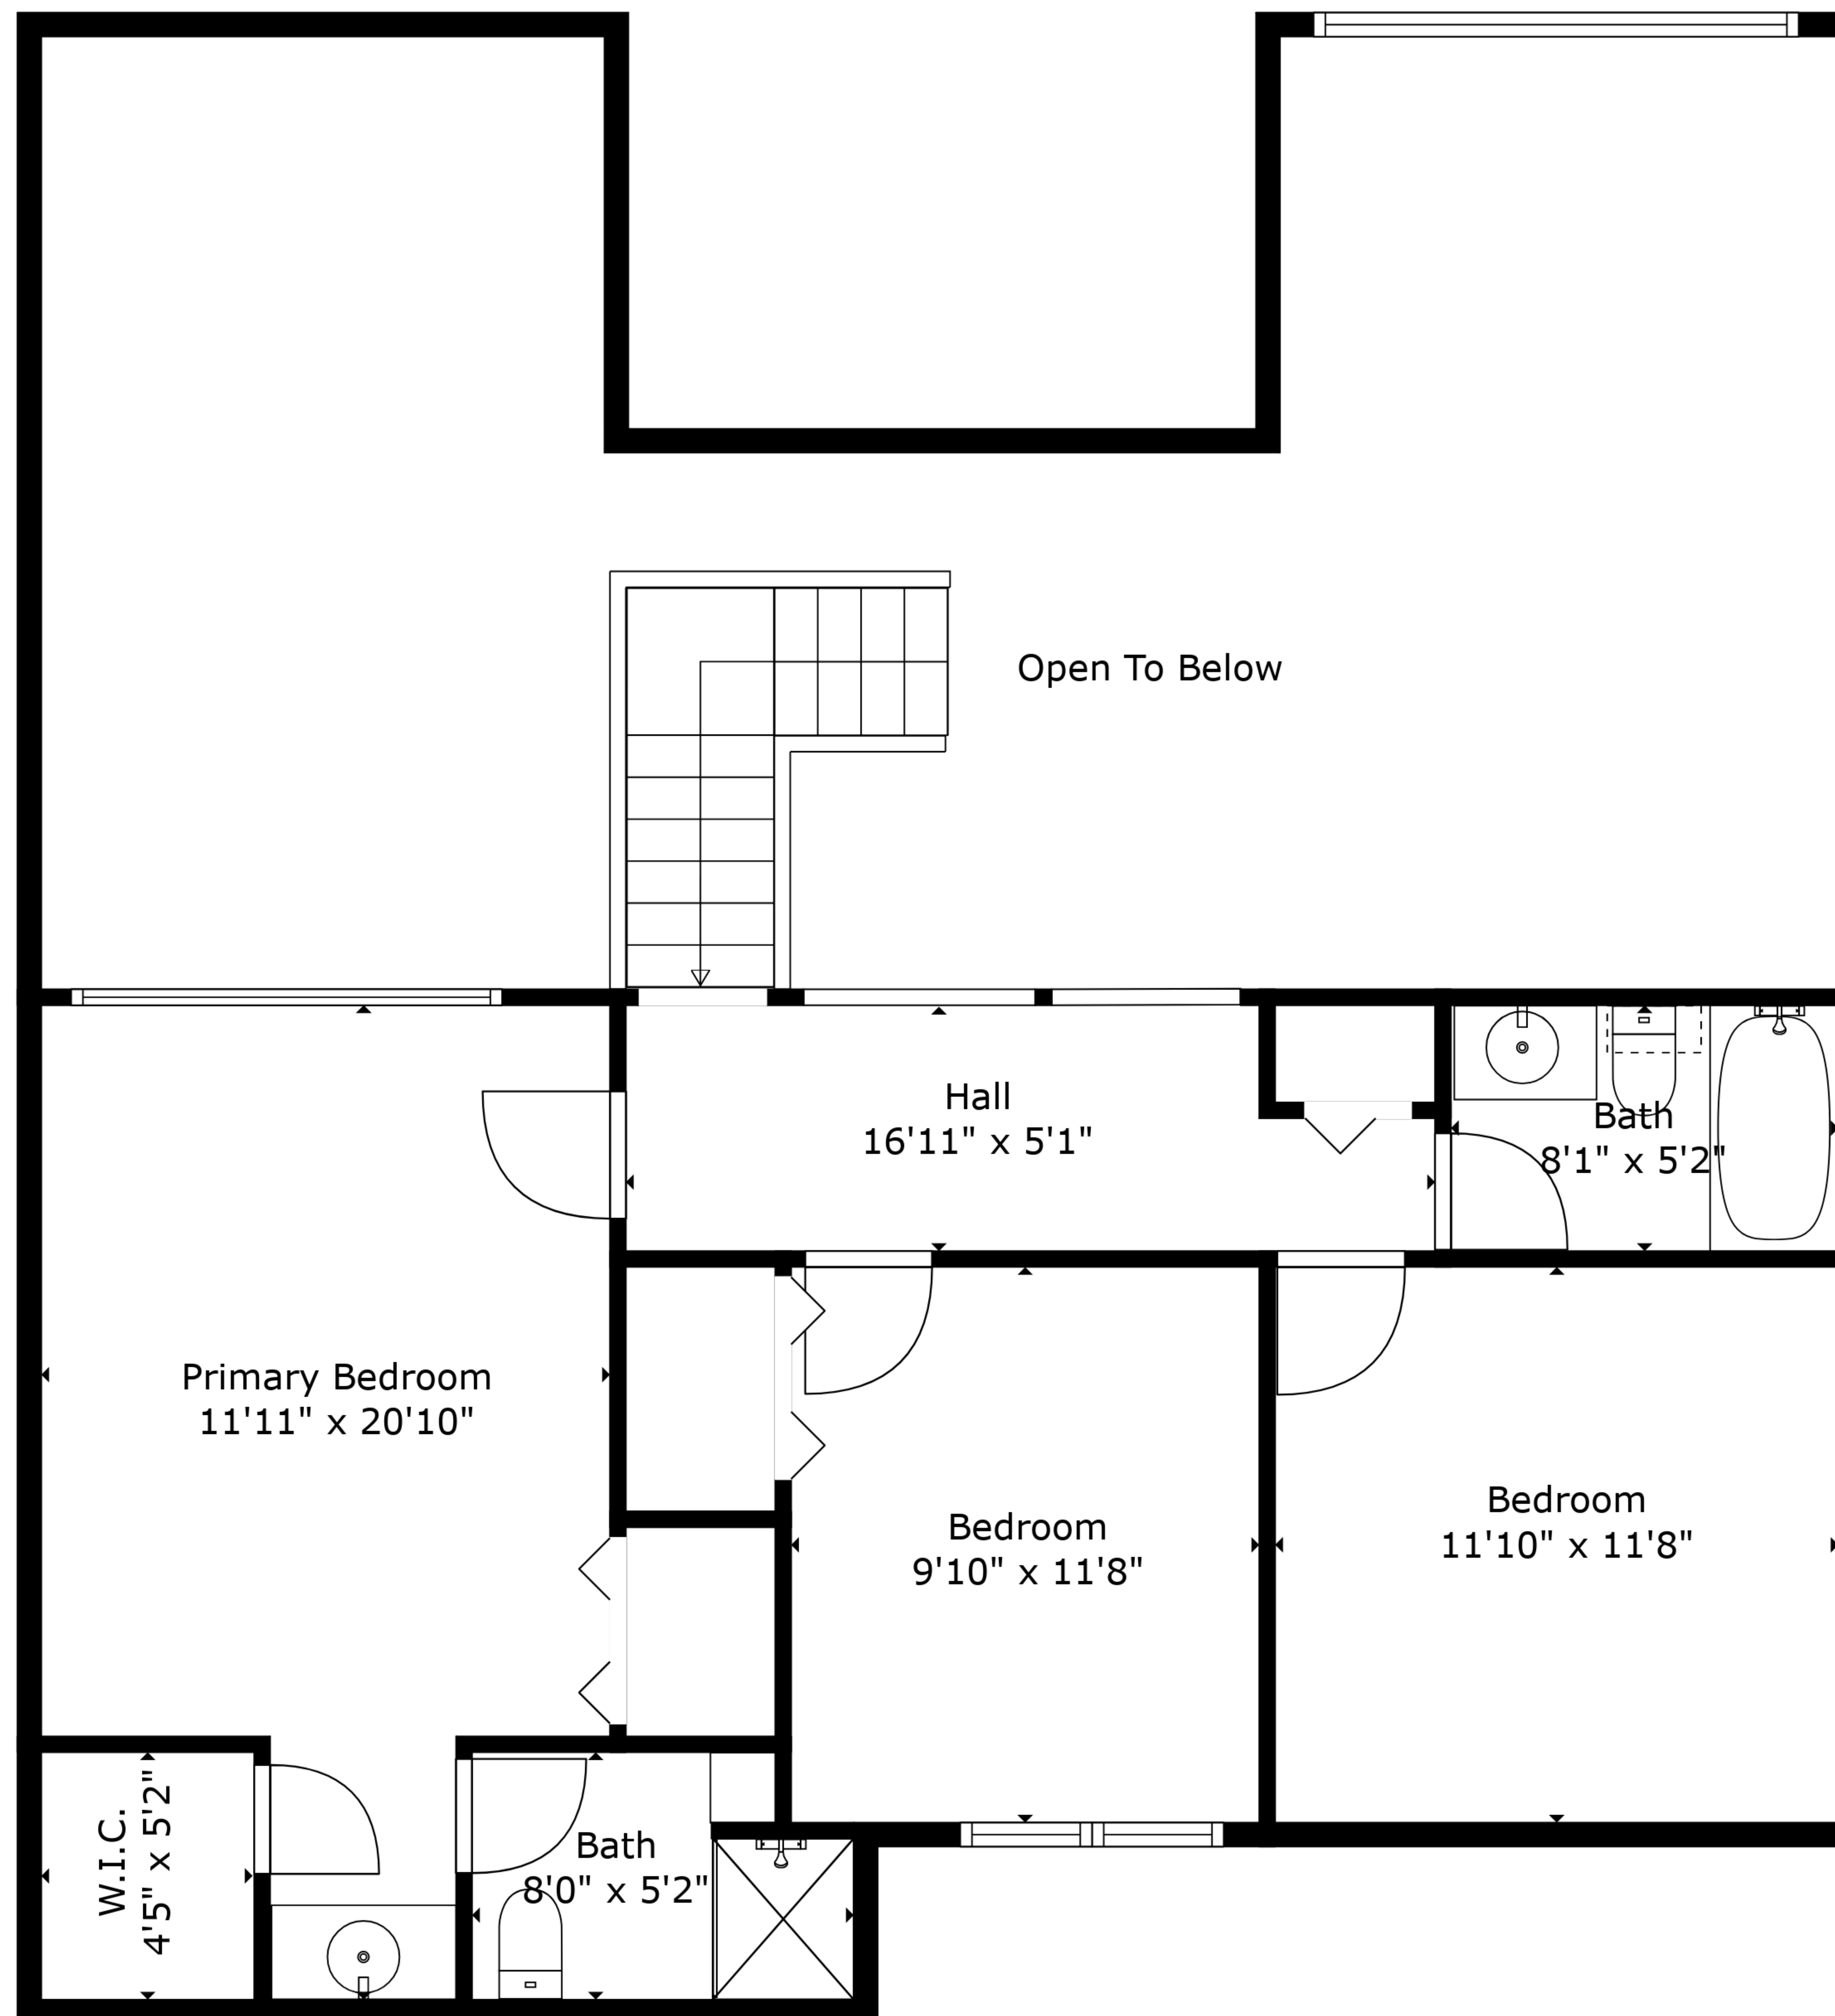 Open To Below
Hall
16'11" x 5'1"
Bath
8'1" x 5'2"
Primary Bedroom
11'11" x 20'10"
Bedroom
9'10" x 11'8"
Bedroom
11'10" x 11'8"
W.I.C.
4'5" x 5'2"
Bath
8'0" x 5'2"